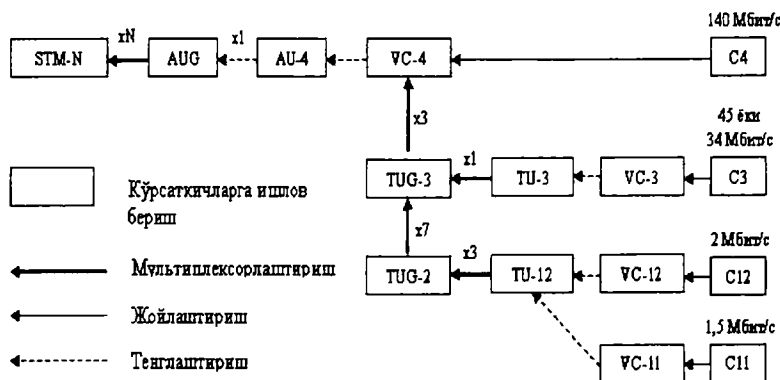 140 Мбит/с
xN
x1
STM-N
AUG
AU-4
VC-4
C4
x3
45 ёки
34 Мбит/с
x1
TUG-3
TU-3
VC-3
C3
Кўрсаткичларга ишлов
бериш
x7
x3
2 Мбит/с
TUG-2
TU-12
VC-12
C12
Мультиплексорлаштириш
Жойлаштириш
1,5 Мбит/с
VC-11
C11
Тенглаштириш